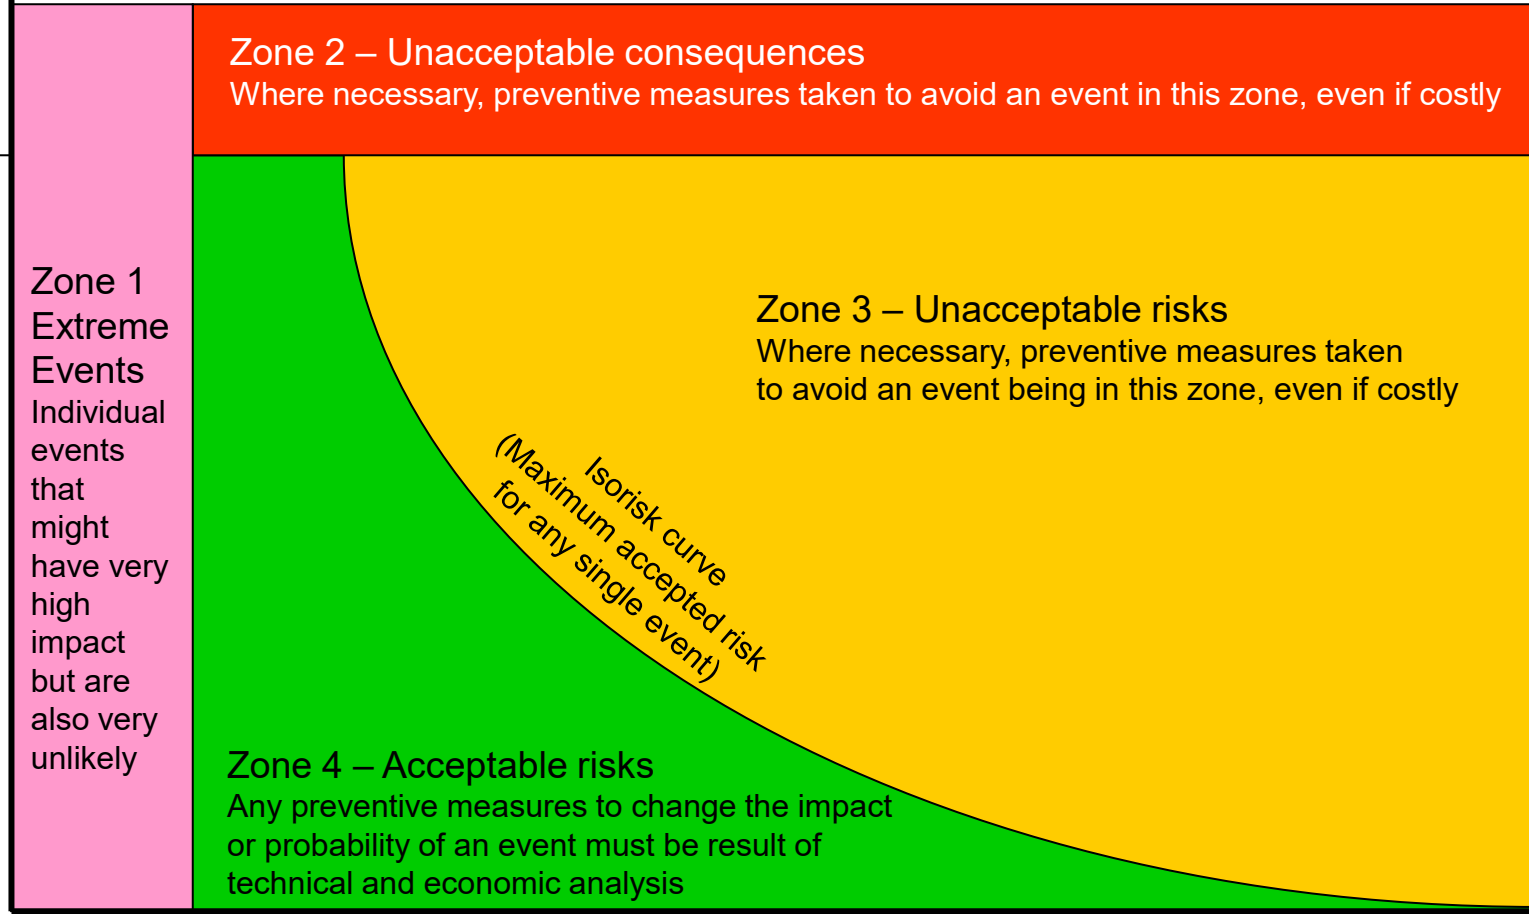 Zone 2 – Unacceptable consequences
Where necessary, preventive measures taken to avoid an event in this zone, even if costly
Zone 1
Extreme
Events
Individual
events
that
might
have very
high
impact
but are
also very
unlikely
Zone 3 – Unacceptable risks
Where necessary, preventive measures taken
to avoid an event being in this zone, even if costly
Isorisk curve
(Maximum accepted risk
for any single event)
Zone 4 – Acceptable risks
Any preventive measures to change the impact
or probability of an event must be result of
technical and economic analysis